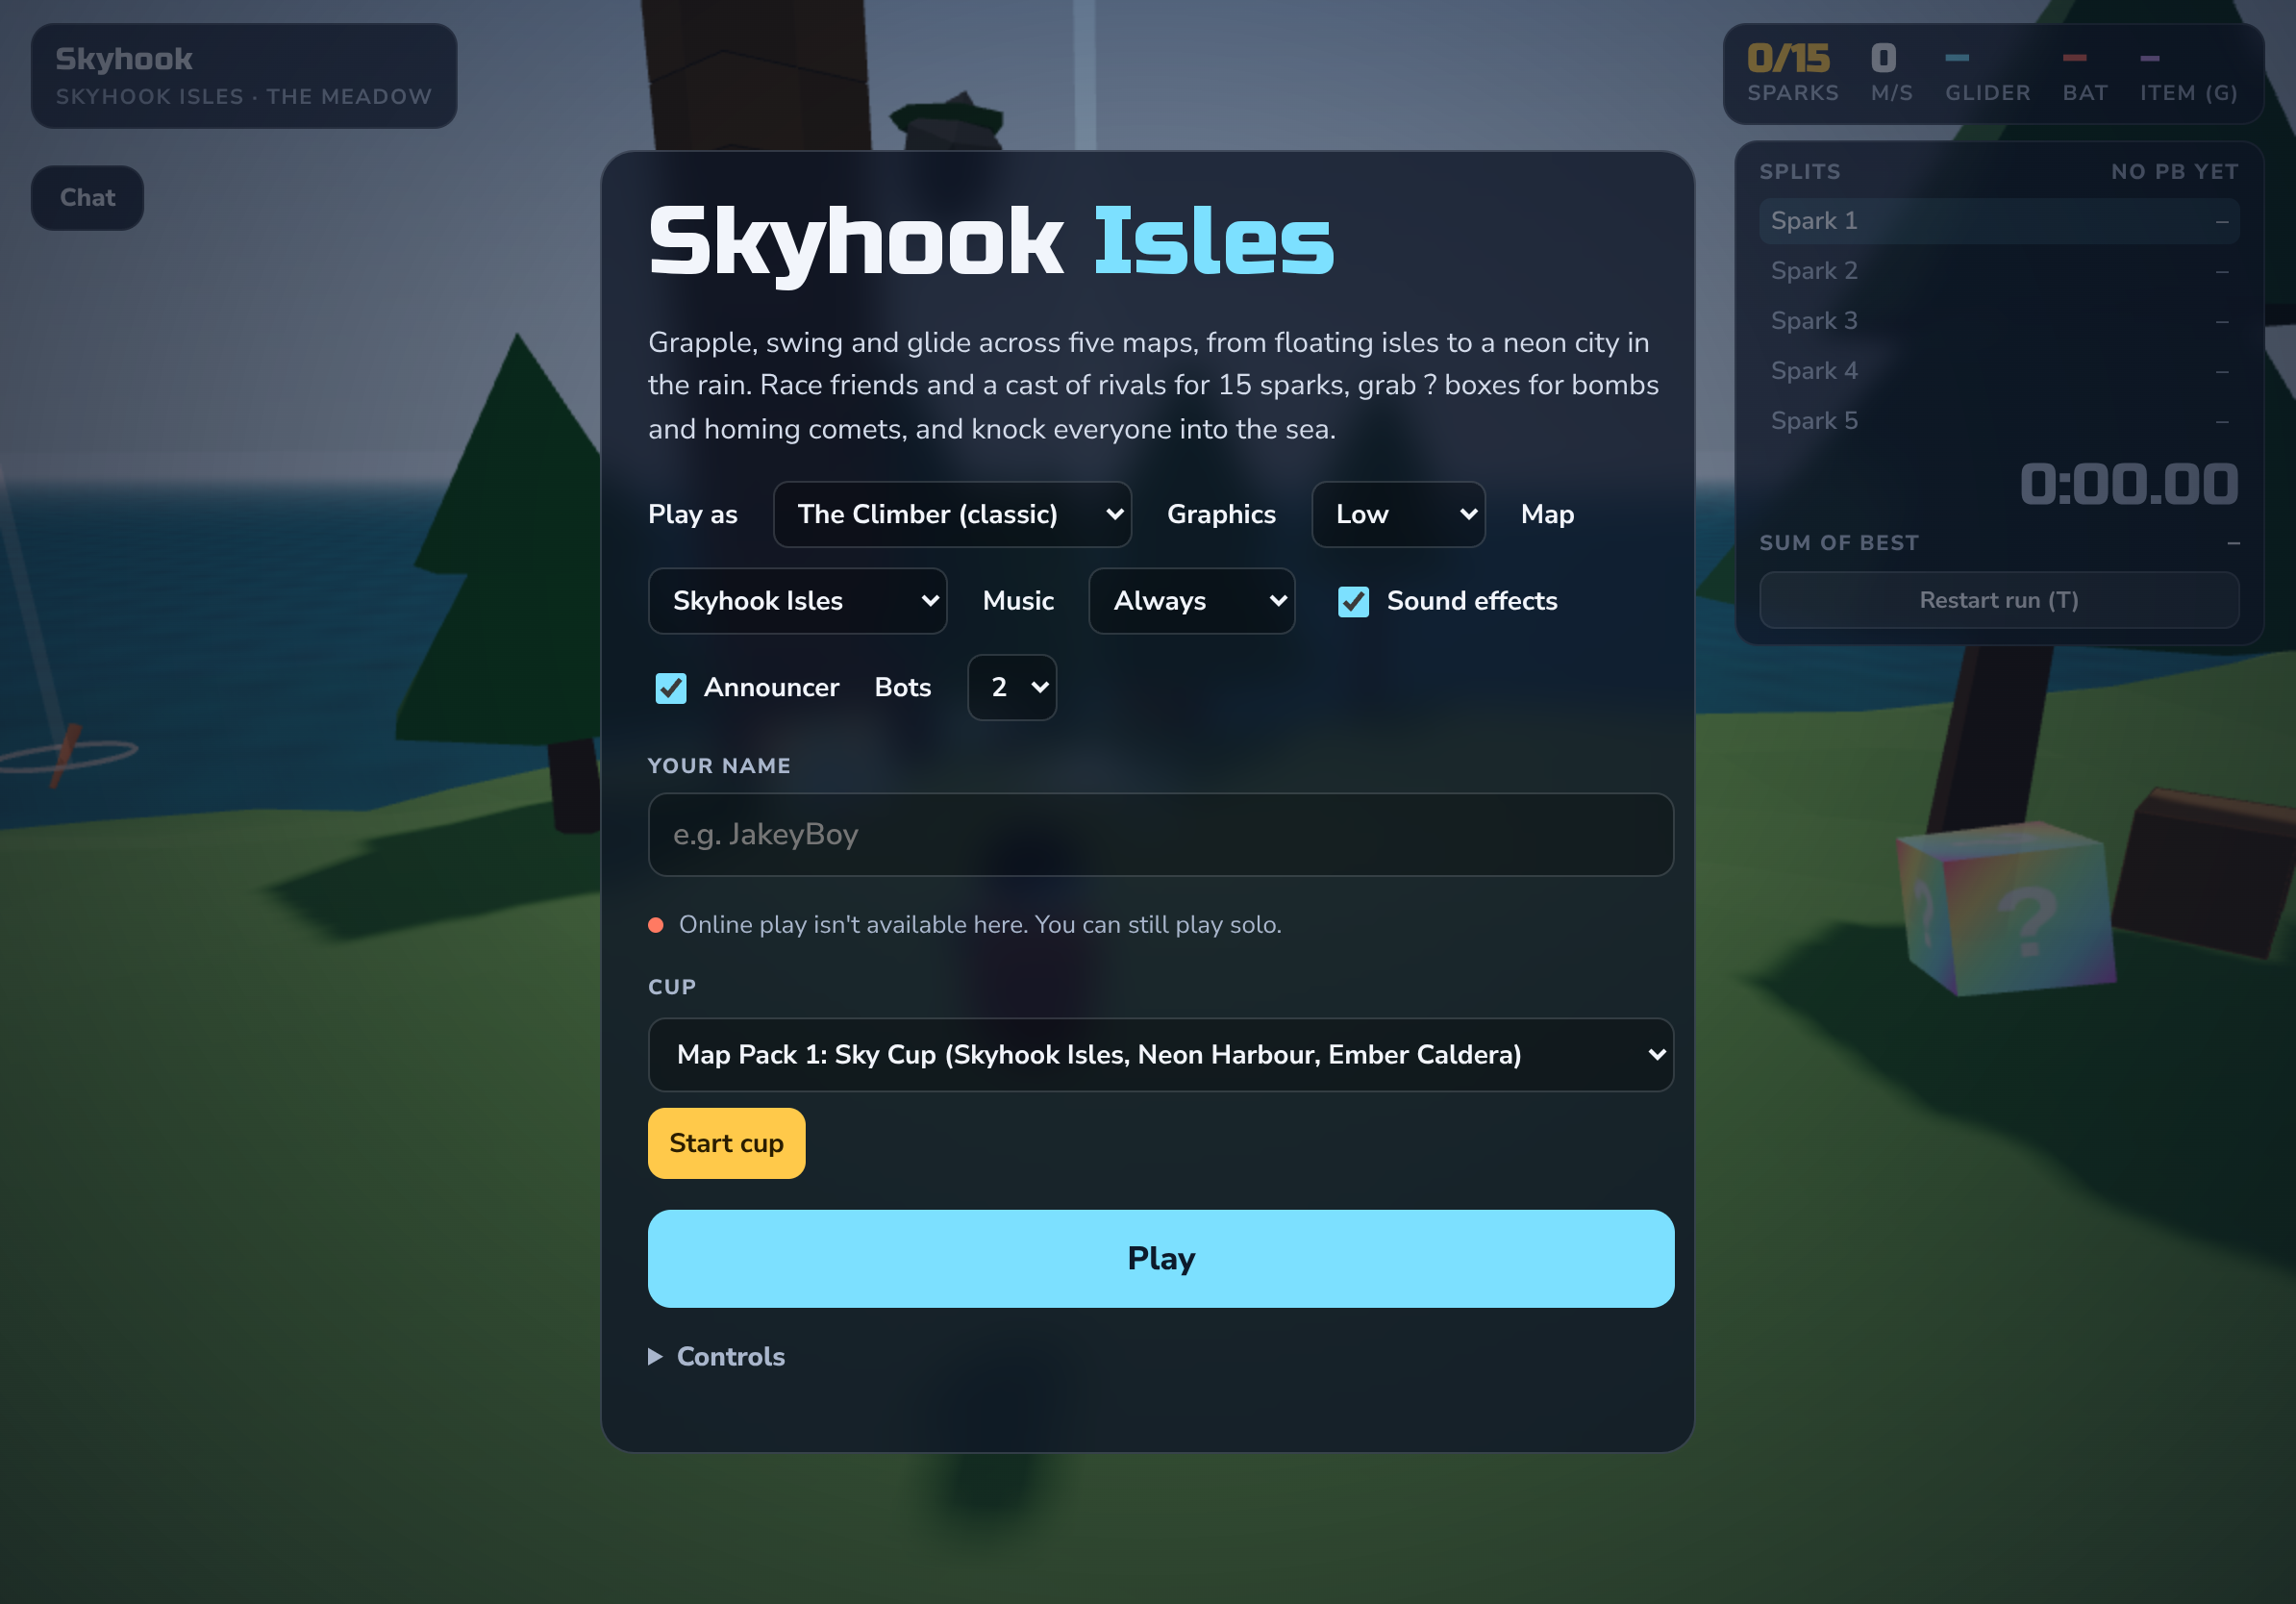 Skyhook
SKYHOOK ISLES · THE MEADOW
Chat
0/15 0 – – –
SPARKS M/S GLIDER BAT ITEM (G)
SPLITS NO PB YET
Spark 1 –
Spark 2 –
Spark 3 –
Spark 4 –
Spark 5 –
0:00.00
SUM OF BEST –
Restart run (T)
Skyhook Isles
Grapple, swing and glide across five maps, from floating isles to a neon city in
the rain. Race friends and a cast of rivals for 15 sparks, grab ? boxes for bombs
and homing comets, and knock everyone into the sea.
Play as The Climber (classic) Graphics Low Map
Skyhook Isles Music Always Sound effects
Announcer Bots 2
YOUR NAME
e.g. JakeyBoy
Online play isn't available here. You can still play solo.
CUP
Map Pack 1: Sky Cup (Skyhook Isles, Neon Harbour, Ember Caldera)
Start cup
Play
Controls
? ?